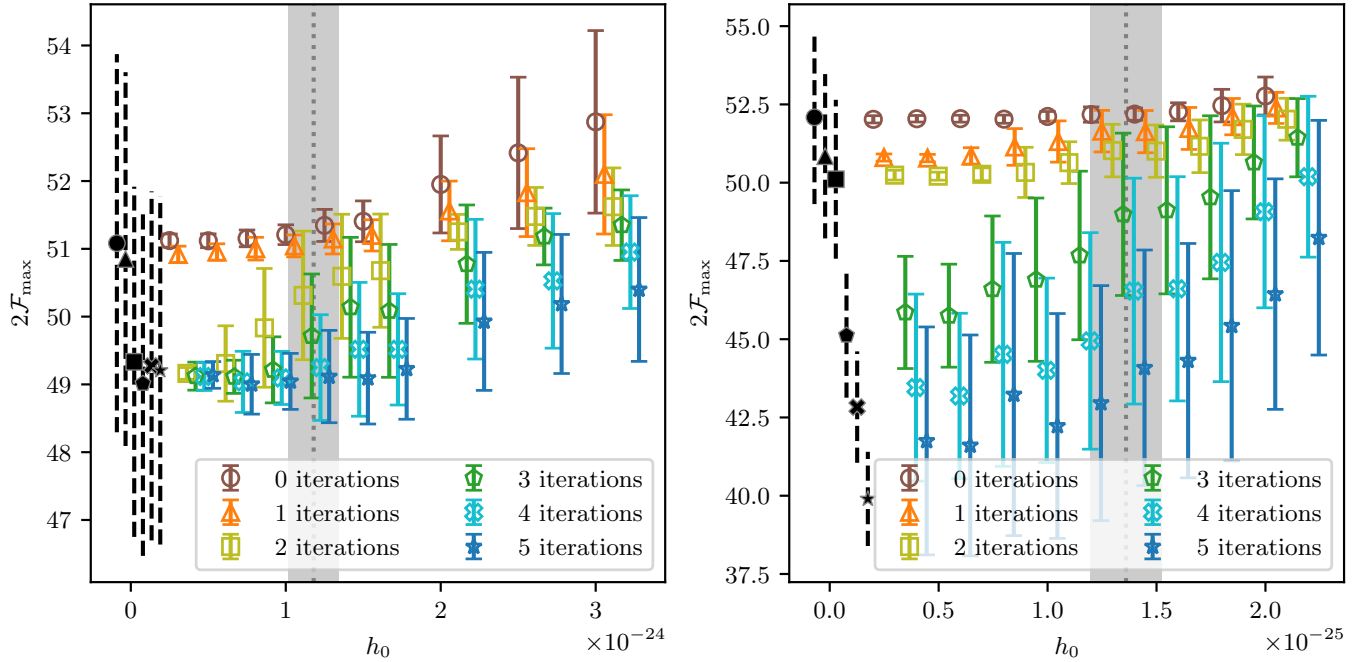 54
53
52
51
50
49
48
47
2ℱmax
0
1
2
3
×10−24
h0
0 iterations
1 iterations
2 iterations
3 iterations
4 iterations
5 iterations
55.0
52.5
50.0
47.5
45.0
42.5
40.0
37.5
2ℱmax
0.0
0.5
1.0
1.5
2.0
×10−25
h0
0 iterations
1 iterations
2 iterations
3 iterations
4 iterations
5 iterations